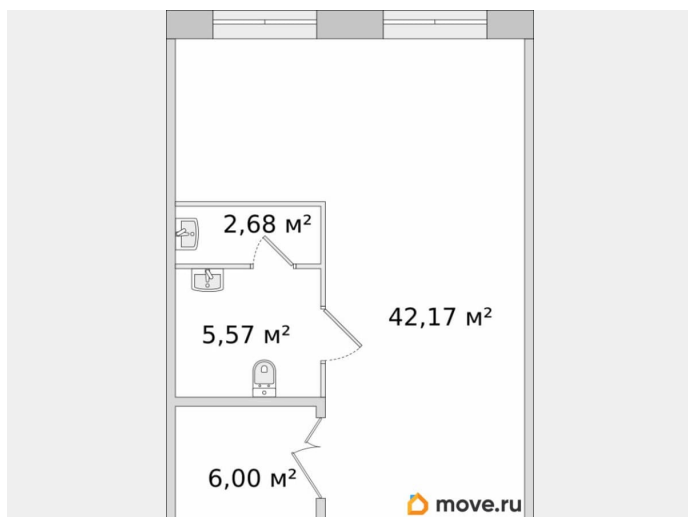 2,68 м²
42,17 м²
5,57 м²
6,00 м²
move.ru